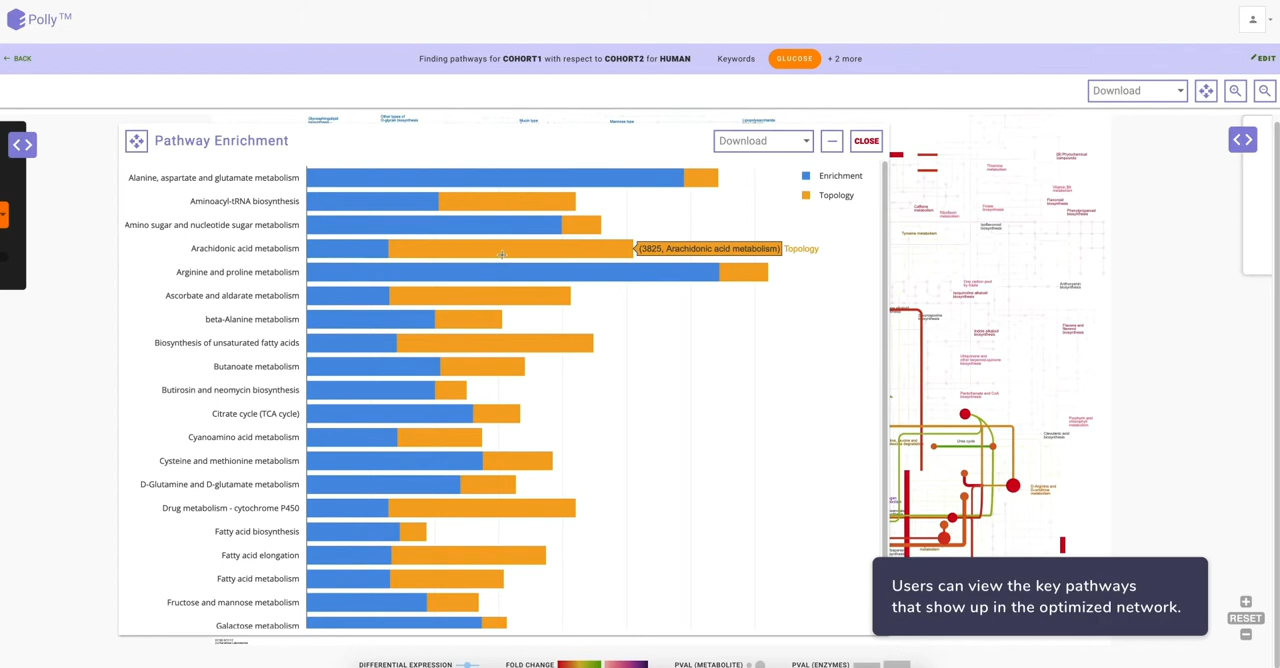 Polly™
← BACK
Finding pathways for COHORT1 with respect to COHORT2 for HUMAN
Keywords
GLUCOSE
+ 2 more
EDIT
Download
Pathway Enrichment
Download
CLOSE
Enrichment
Topology
Alanine, aspartate and glutamate metabolism
Aminoacyl-tRNA biosynthesis
Amino sugar and nucleotide sugar metabolism
Arachidonic acid metabolism
(3825, Arachidonic acid metabolism) Topology
Arginine and proline metabolism
Ascorbate and aldarate metabolism
beta-Alanine metabolism
Biosynthesis of unsaturated fatty acids
Butanoate metabolism
Butirosin and neomycin biosynthesis
Citrate cycle (TCA cycle)
Cyanoamino acid metabolism
Cysteine and methionine metabolism
D-Glutamine and D-glutamate metabolism
Drug metabolism - cytochrome P450
Fatty acid biosynthesis
Fatty acid elongation
Fatty acid metabolism
Fructose and mannose metabolism
Galactose metabolism
Caffeine
metabolism
Tyrosine metabolism
Urea cycle
Users can view the key pathways
that show up in the optimized network.
RESET
DIFFERENTIAL EXPRESSION
FOLD CHANGE
PVAL (METABOLITE)
PVAL (ENZYMES)